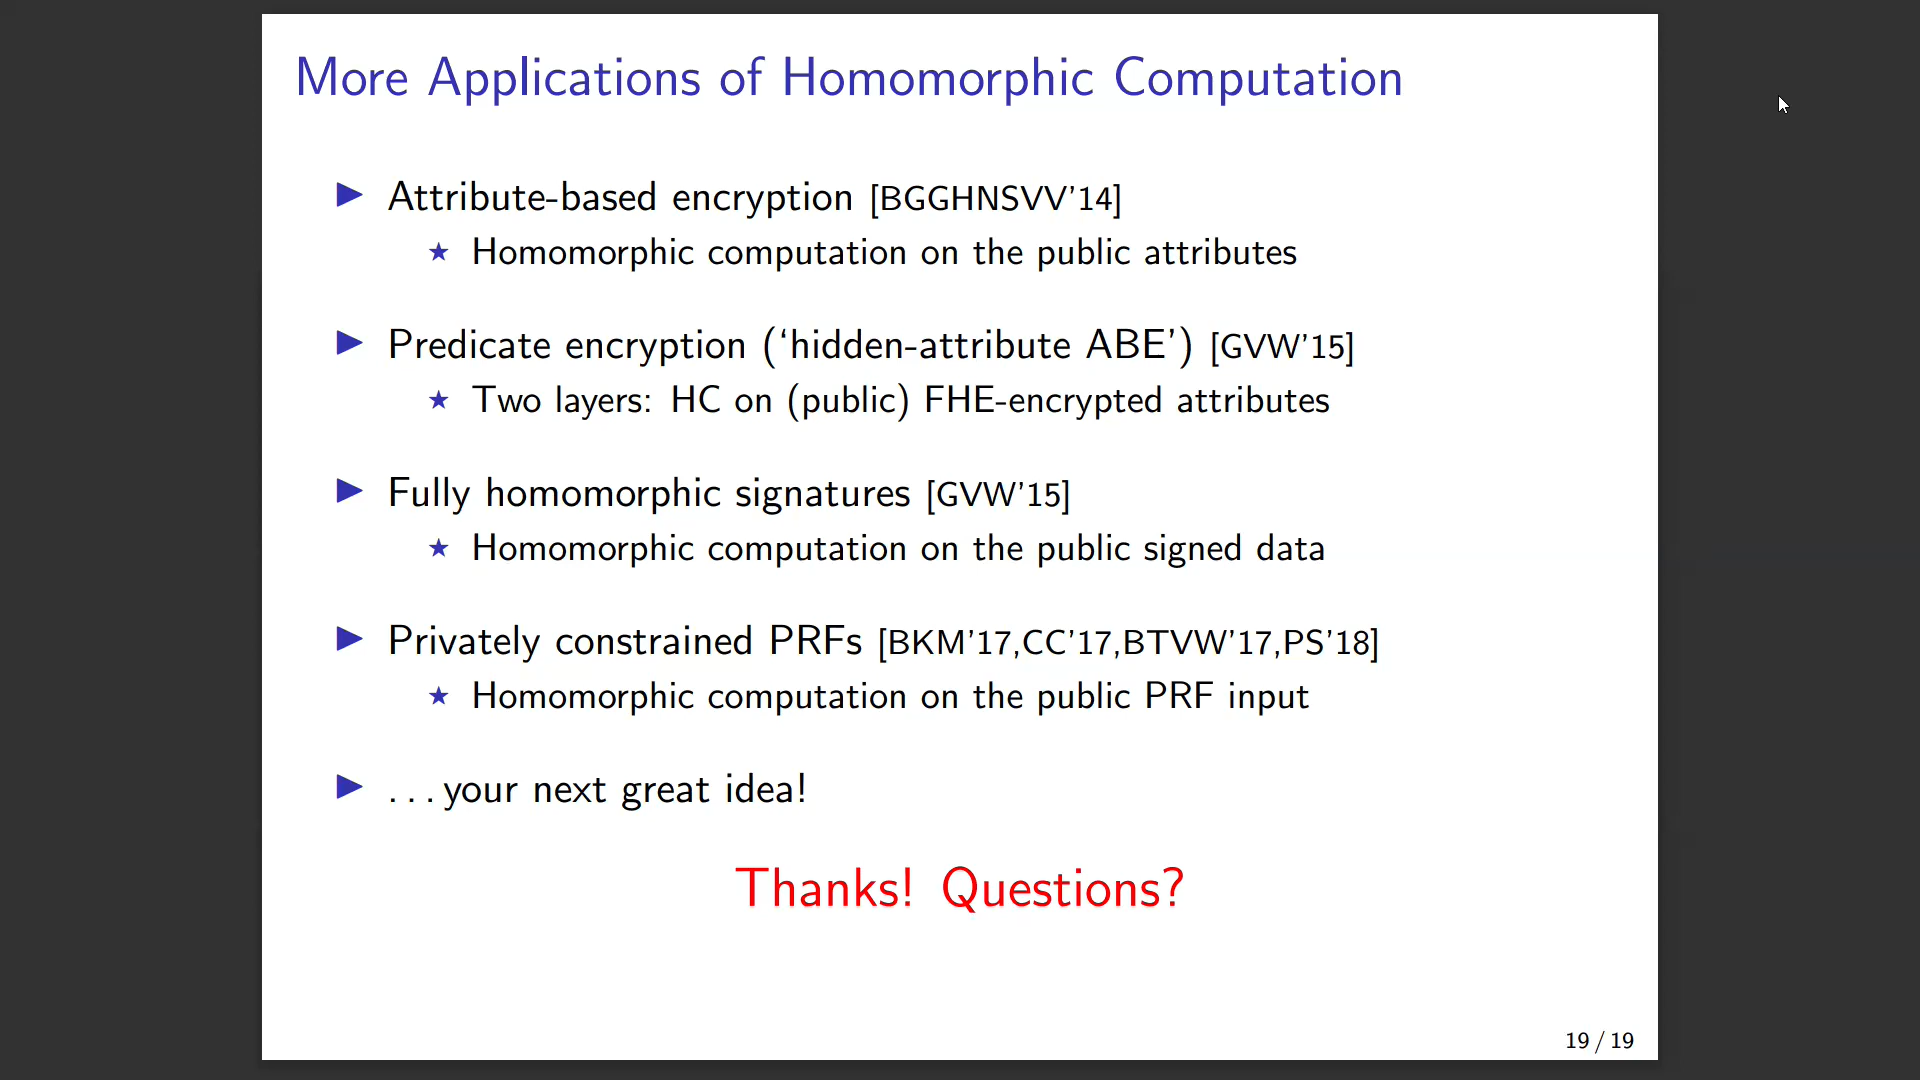 More Applications of Homomorphic Computation
▶ Attribute-based encryption [BGGHNSVV’14]
★ Homomorphic computation on the public attributes
▶ Predicate encryption (‘hidden-attribute ABE’) [GVW’15]
★ Two layers: HC on (public) FHE-encrypted attributes
▶ Fully homomorphic signatures [GVW’15]
★ Homomorphic computation on the public signed data
▶ Privately constrained PRFs [BKM’17,CC’17,BTVW’17,PS’18]
★ Homomorphic computation on the public PRF input
▶ . . . your next great idea!
Thanks! Questions?
19 / 19